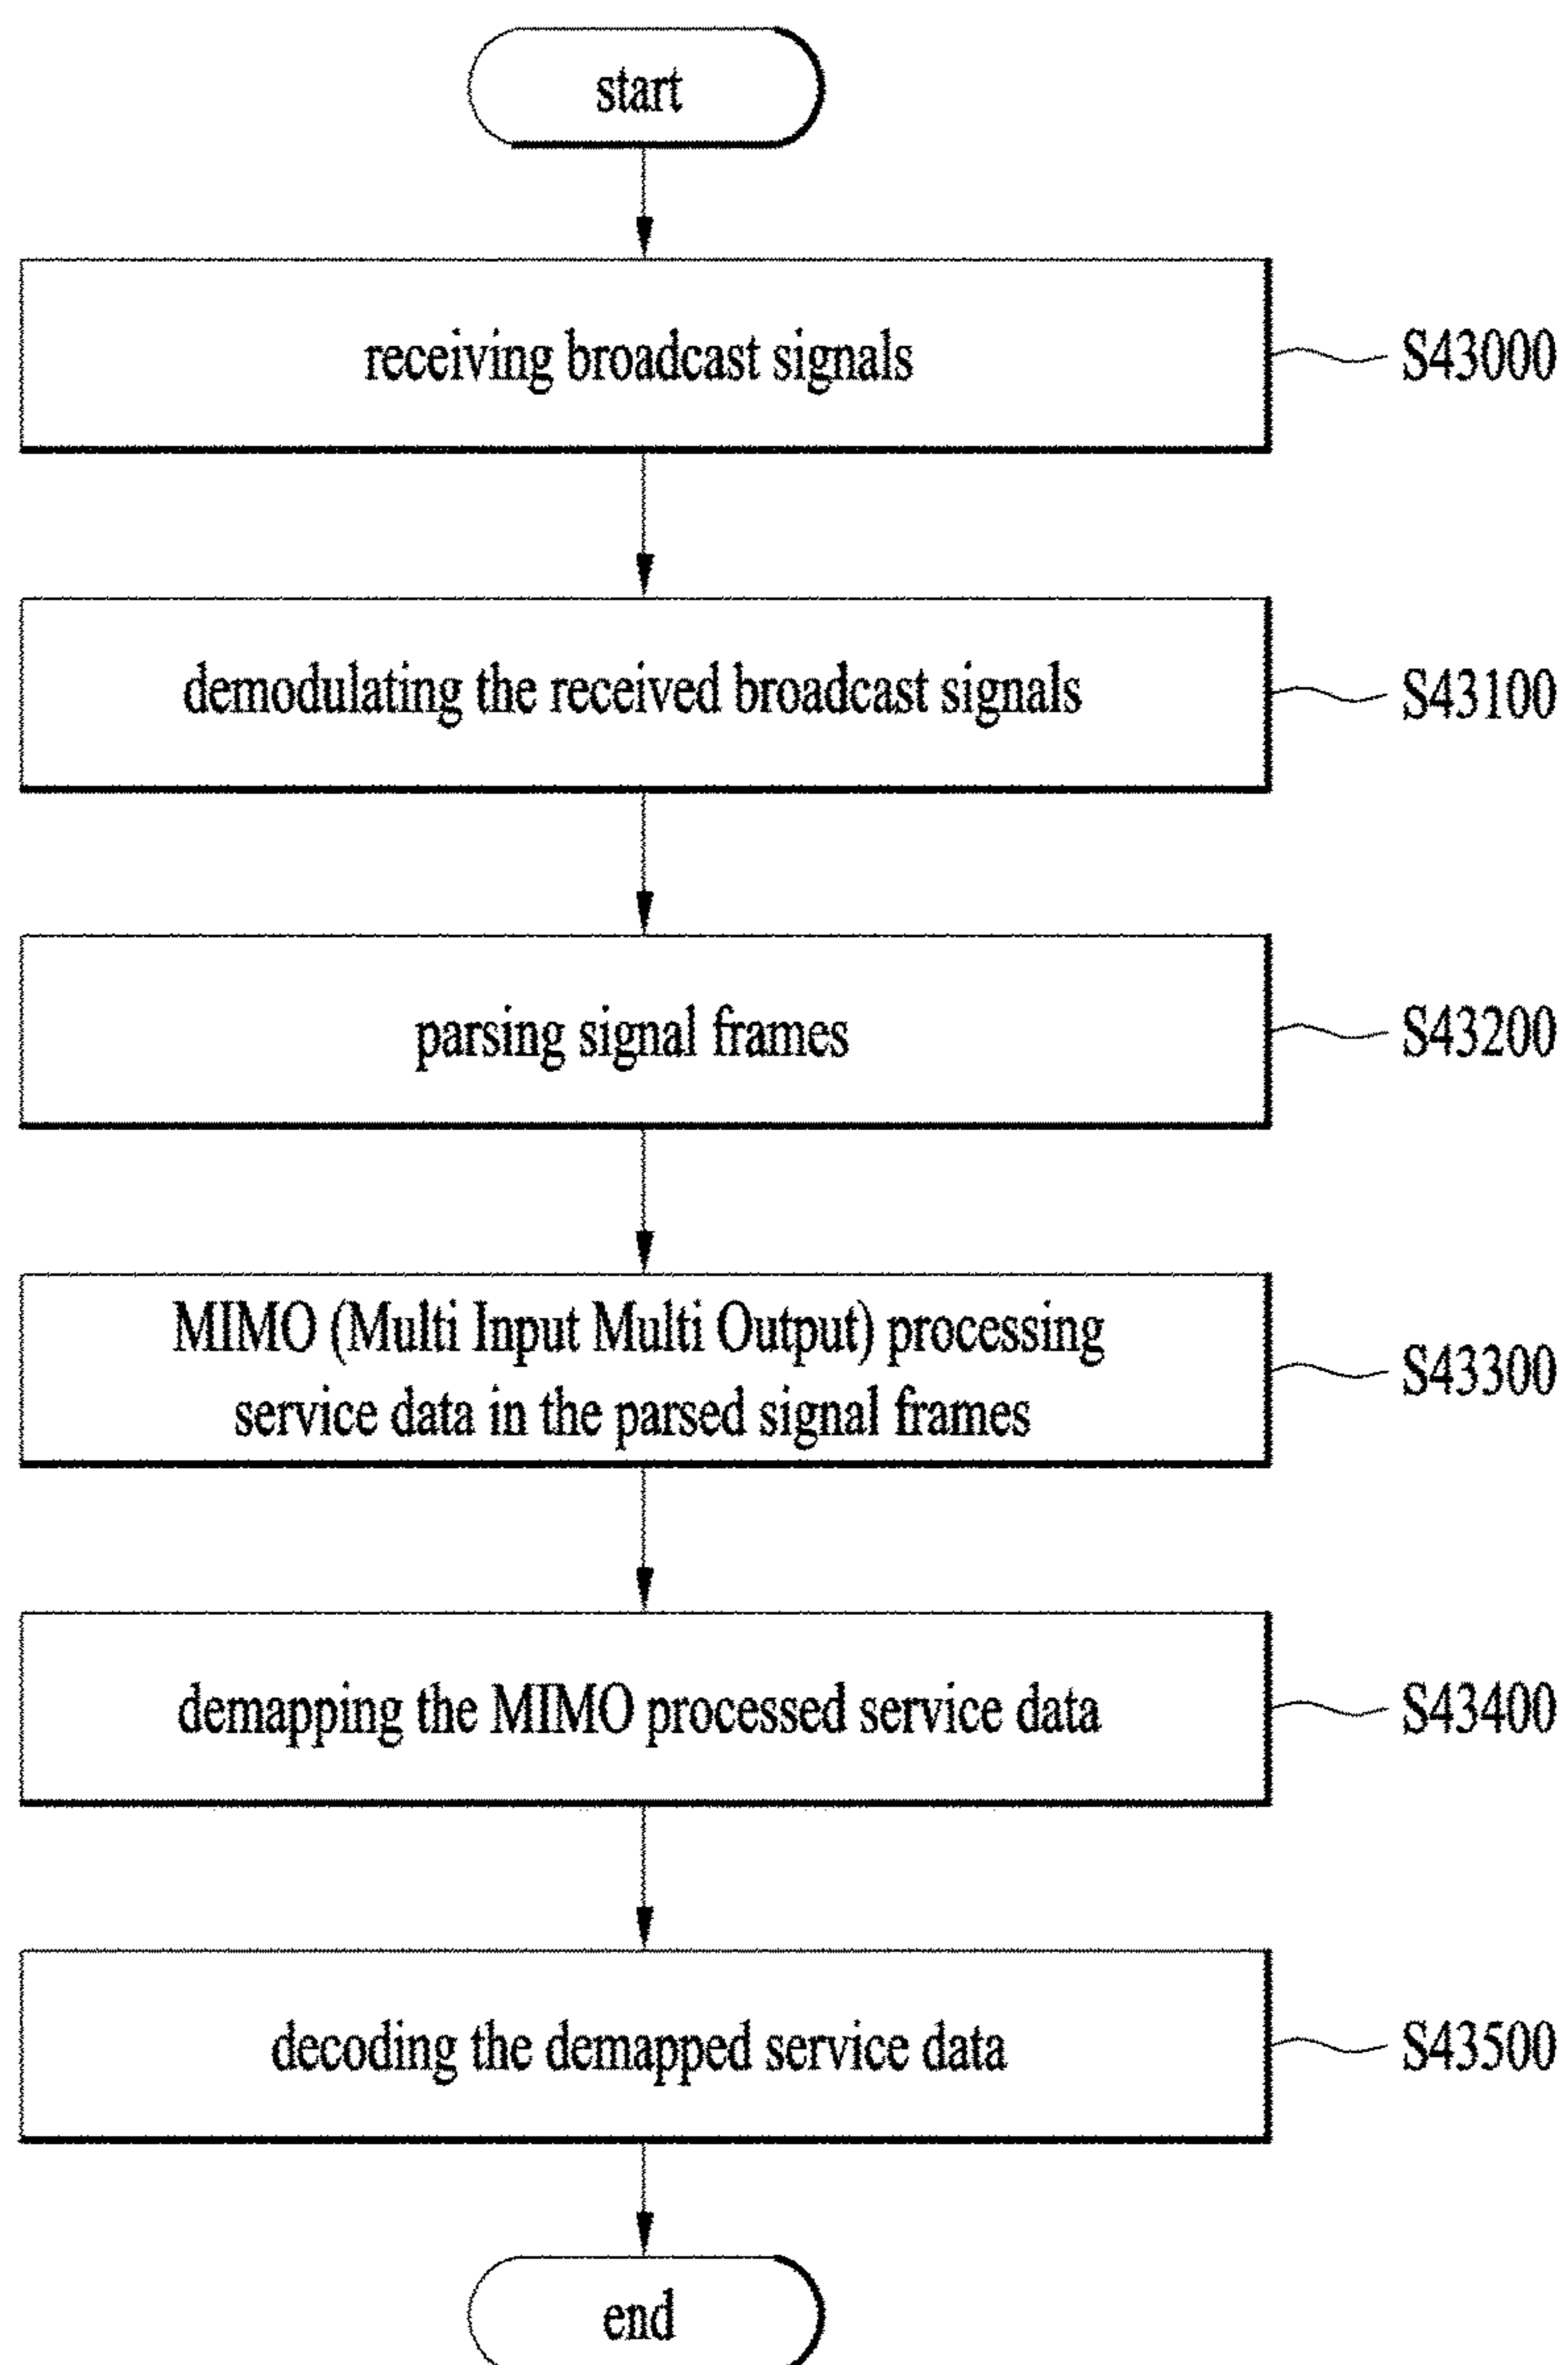 start
receiving broadcast signals
S43000
demodulating the received broadcast signals
S43100
parsing signal frames
S43200
MIMO (Multi Input Multi Output) processing
service data in the parsed signal frames
S43300
demapping the MIMO processed service data
S43400
decoding the demapped service data
S43500
end